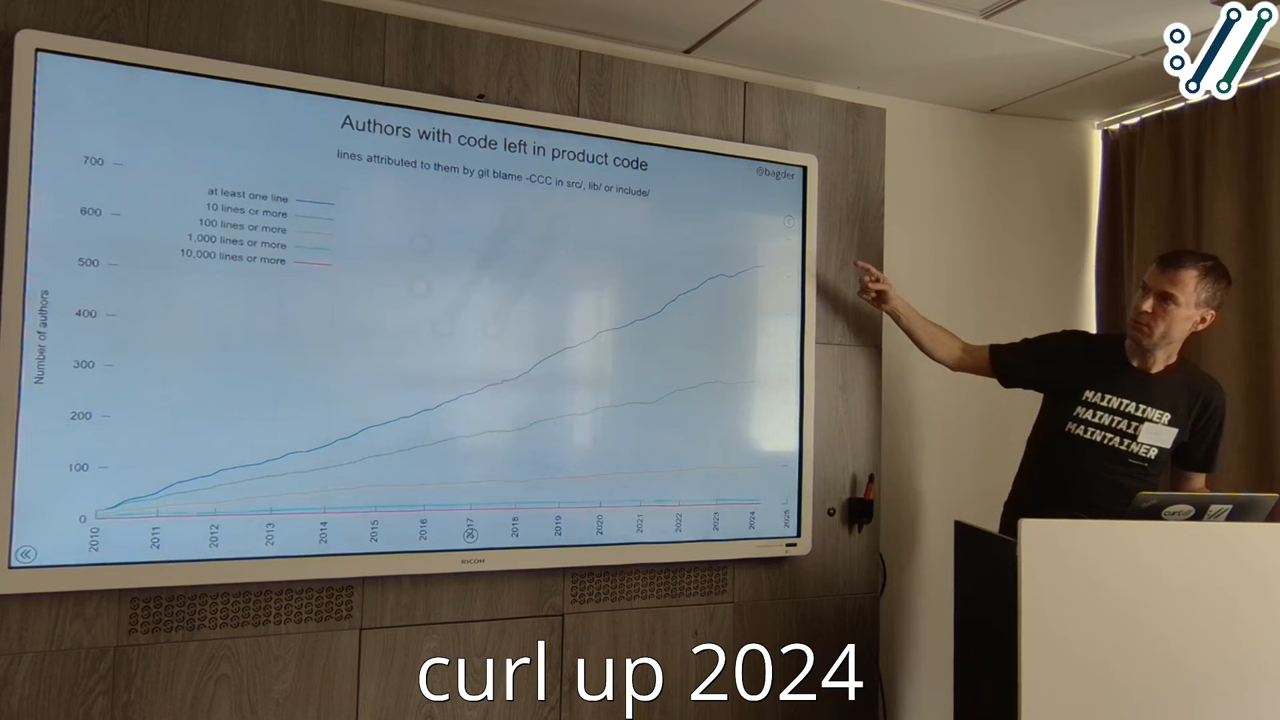 Authors with code left in product code
lines attributed to them by git blame -CCC in src/, lib/ or include/
@bagder
at least one line
10 lines or more
100 lines or more
1,000 lines or more
10,000 lines or more
Number of authors
700
600
500
400
300
200
100
0
2010
2011
2012
2013
2014
2015
2016
2017
2018
2019
2020
2021
2022
2023
2024
2025
RICOH
MAINTAINER
MAINTAI
MAINTAINER
curl://
curl up 2024